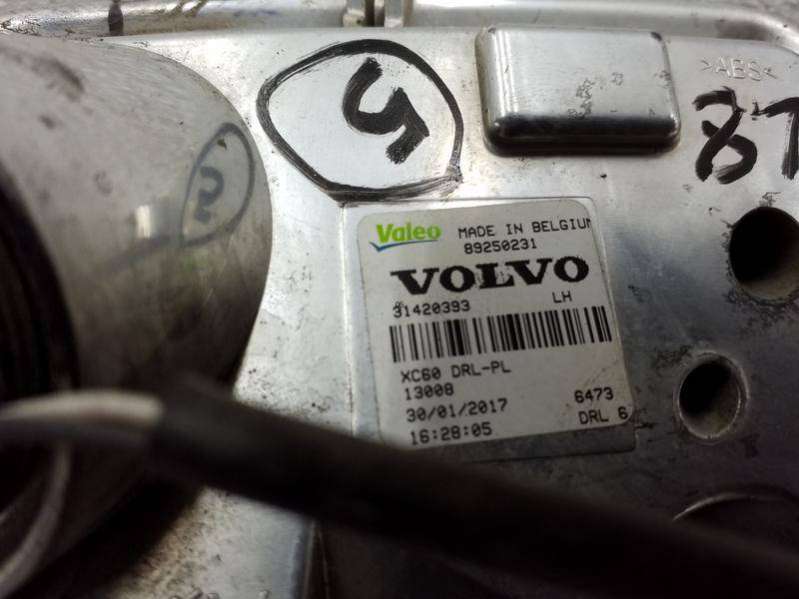 5
>ABS<
Valeo MADE IN BELGIUM
89250231
VOLVO
31420393 LH
XC60 DRL-PL
13008 6473
30/01/2017 DRL 6
16:28:05